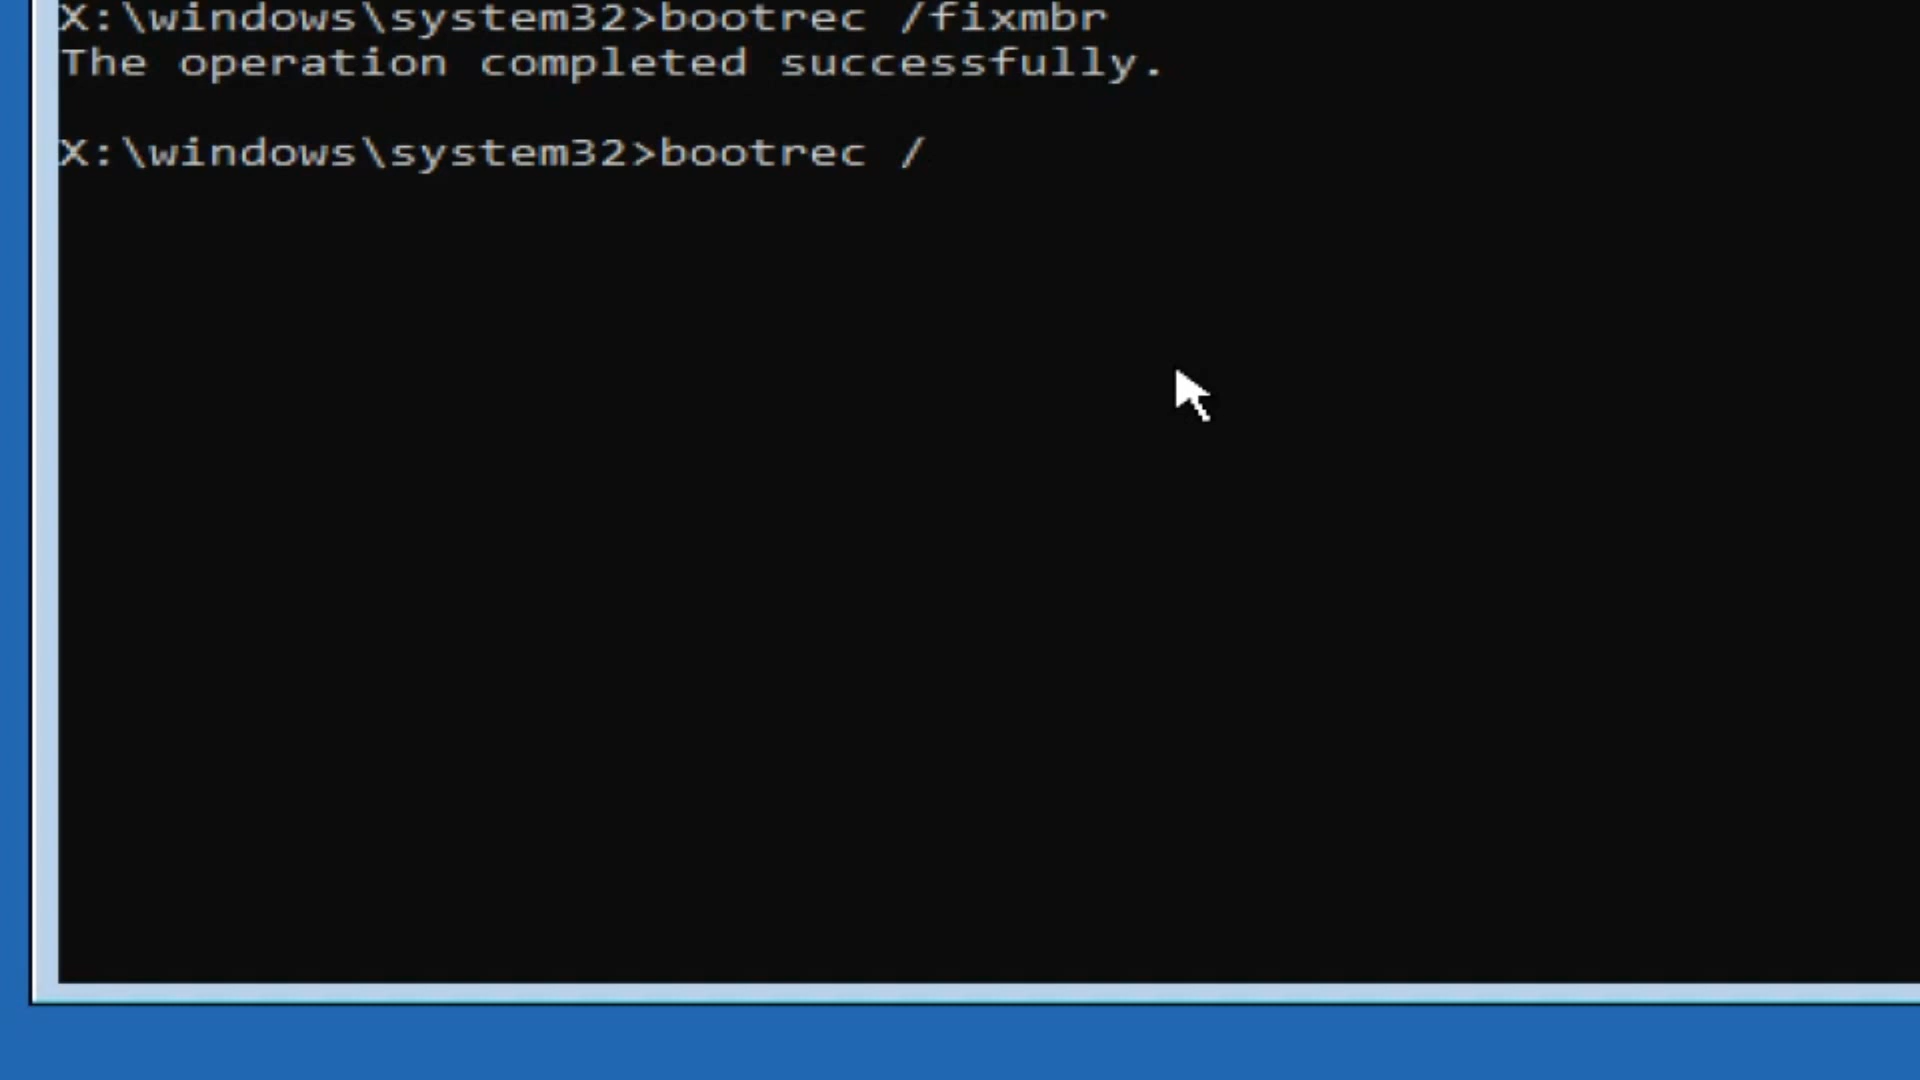 X:\windows\system32>bootrec /fixmbr
The operation completed successfully.
X:\windows\system32>bootrec /